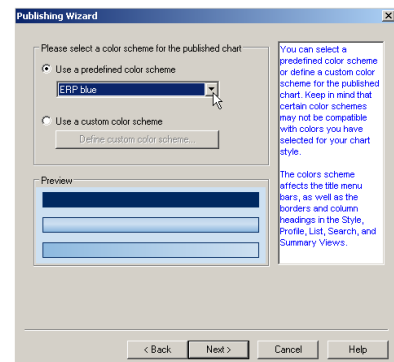 Publishing Wizard
Please select a color scheme for the published chart
Use a predefined color scheme
ERP blue
Use a custom color scheme
Define custom color scheme...
Preview
You can select a
predefined color scheme
or define a custom color
scheme for the published
chart. Keep in mind that
certain color schemes
may not be compatible
with colors you have
selected for your chart
style.
The colors scheme
affects the title menu
bars, as well as the
borders and column
headings in the Style,
Profile, List, Search, and
Summary Views.
< Back
Next >
Cancel
Help